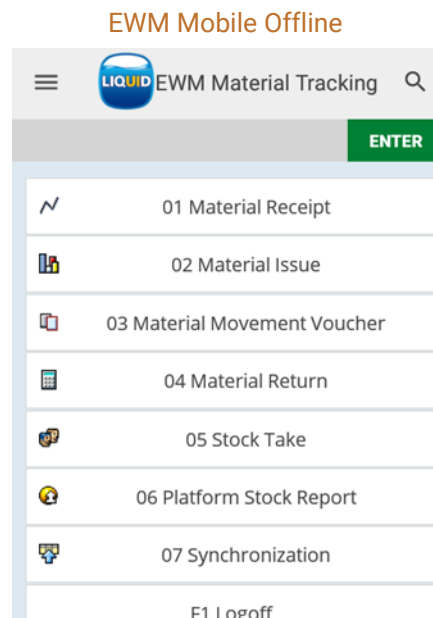 EWM Mobile Offline
LIQUID EWM Material Tracking
ENTER
01 Material Receipt
02 Material Issue
03 Material Movement Voucher
04 Material Return
05 Stock Take
06 Platform Stock Report
07 Synchronization
F1 Logoff